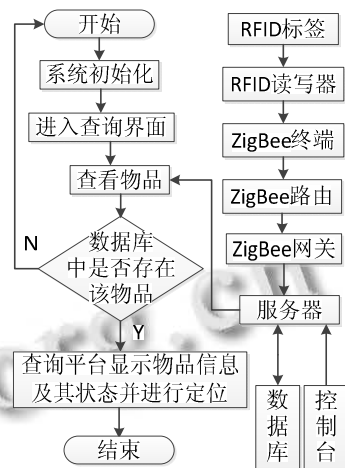 开始
系统初始化
进入查询界面
查看物品
N
数据库
中是否存在
该物品
Y
查询平台显示物品信息
及其状态并进行定位
结束
RFID标签
RFID读写器
ZigBee终端
ZigBee路由
ZigBee网关
服务器
数据库
控制台